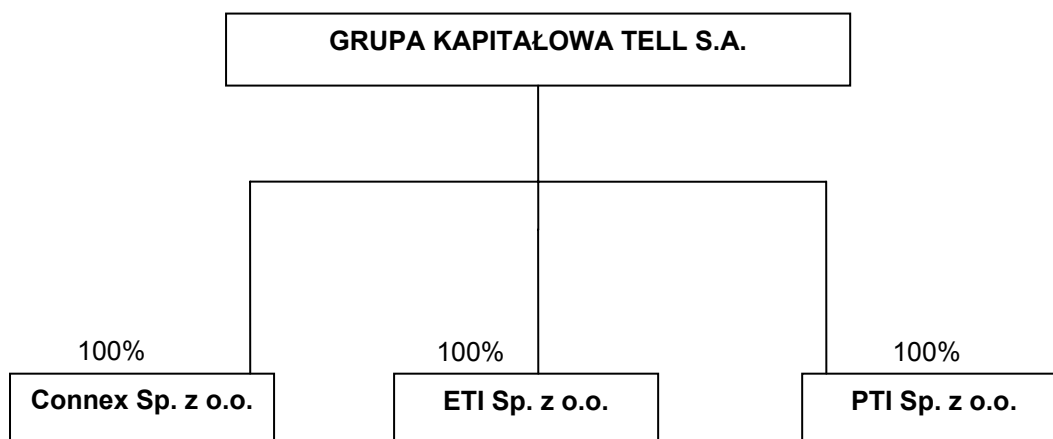 GRUPA KAPITAŁOWA TELL S.A.
100%
100%
100%
Connex Sp. z o.o.
ETI Sp. z o.o.
PTI Sp. z o.o.